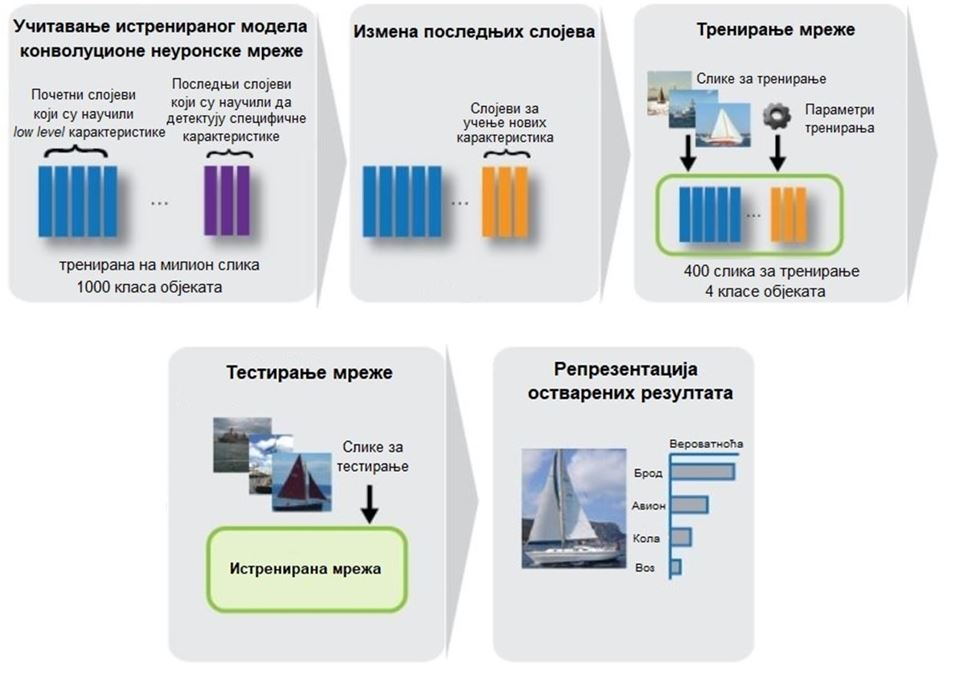 Учитавање истренираног модела
конволуционе неуронске мреже
Почетни слојеви
који су научили
low level карактеристике
Последњи слојеви
који су научили да
детектују специфичне
карактеристике
...
тренирана на милион слика
1000 класа објеката
Измена последњих слојева
Слојеви за
учење нових
карактеристика
...
Тренирање мреже
Слике за тренирање
Параметри
тренирања
...
400 слика за тренирање
4 класе објеката
Тестирање мреже
Слике за
тестирање
Истренирана мрежа
Репрезентација
остварених резултата
Вероватноћа
Брод
Авион
Кола
Воз